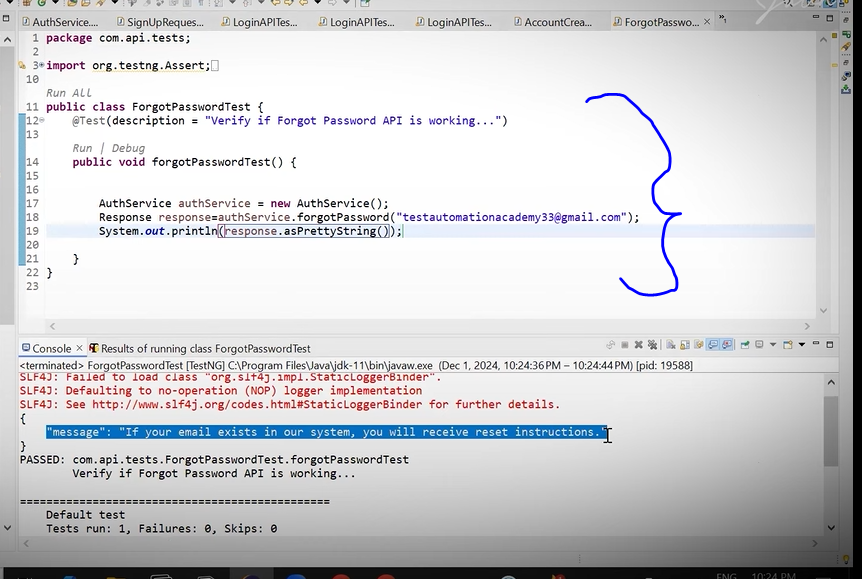 AuthService... SignUpReques... LoginAPITes... LoginAPITes... LoginAPITes... AccountCrea... ForgotPasswo...
1 package com.api.tests;
2
3 import org.testng.Assert;
10
Run All
11 public class ForgotPasswordTest {
12 @Test(description = "Verify if Forgot Password API is working...")
13
Run | Debug
14 public void forgotPasswordTest() {
15
16
17 AuthService authService = new AuthService();
18 Response response=authService.forgotPassword("testautomationacademy33@gmail.com");
19 System.out.println(response.asPrettyString());
20
21 }
22 }
23
Console Results of running class ForgotPasswordTest
<terminated> ForgotPasswordTest [TestNG] C:\Program Files\Java\jdk-11\bin\javaw.exe (Dec 1, 2024, 10:24:36 PM – 10:24:44 PM) [pid: 19588]
SLF4J: Failed to load class "org.slf4j.impl.StaticLoggerBinder".
SLF4J: Defaulting to no-operation (NOP) logger implementation
SLF4J: See http://www.slf4j.org/codes.html#StaticLoggerBinder for further details.
{
"message": "If your email exists in our system, you will receive reset instructions."
}
PASSED: com.api.tests.ForgotPasswordTest.forgotPasswordTest
Verify if Forgot Password API is working...
===============================================
Default test
Tests run: 1, Failures: 0, Skips: 0
ENG 10:24 PM